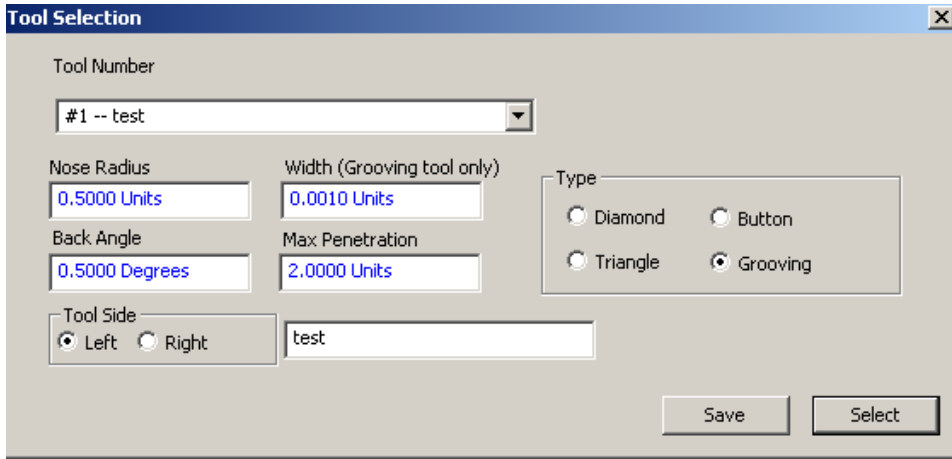 Tool Selection
Tool Number
#1 -- test
Nose Radius
Width (Grooving tool only)
0.5000 Units
0.0010 Units
Back Angle
Max Penetration
0.5000 Degrees
2.0000 Units
Type
Diamond
Button
Triangle
Grooving
Tool Side
Left
Right
test
Save
Select